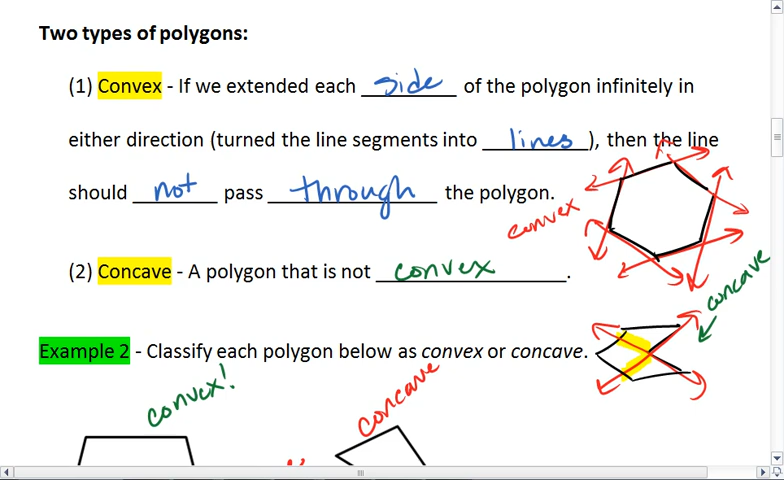 Two types of polygons:
(1) Convex - If we extended each side of the polygon infinitely in
either direction (turned the line segments into lines), then the line
should not pass through the polygon.
convex
(2) Concave - A polygon that is not convex.
concave
Example 2 - Classify each polygon below as convex or concave.
convex!
concave